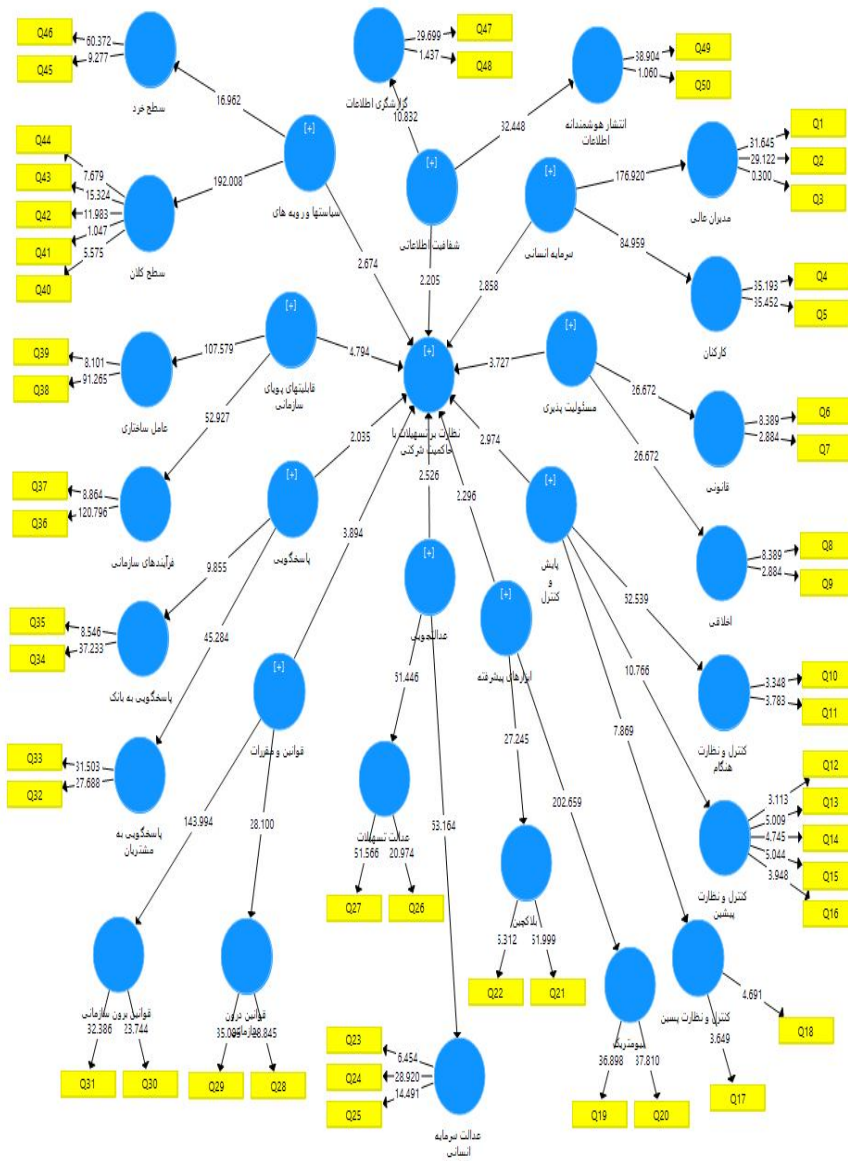 Q46
60.372
9.277
Q45
سطح خرد
16.962
Q44
Q43
Q42
Q41
Q40
7.679
15.324
11.983
1.047
5.575
سطح کلان
192.008
[+]
سیاستها و رویه های
2.674
Q47
29.699
1.437
Q48
گزارشگری اطلاعات
10.832
32.448
[+]
شفافیت اطلاعاتی
2.205
Q49
38.904
1.060
Q50
انتشار هوشمندانه
اطلاعات
[+]
سرمایه انسانی
2.858
176.920
84.959
Q1
31.645
Q2
29.122
Q3
0.300
مدیران عالی
Q4
35.193
35.452
Q5
کارکنان
Q39
8.101
91.265
Q38
عامل ساختاری
107.579
[+]
قابلیتهای پویای
سازمانی
4.794
52.927
Q37
8.864
120.796
Q36
فرآیندهای سازمانی
[+]
نظارت بر تسهیلات با
حاکمیت شرکتی
[+]
مسئولیت پذیری
3.727
26.672
26.672
Q6
8.389
2.884
Q7
قانونی
Q8
8.389
2.884
Q9
اخلاقی
[+]
پاسخگویی
2.035
9.855
45.284
Q35
8.546
37.233
Q34
پاسخگویی به بانک
Q33
31.503
27.688
Q32
پاسخگویی به
مشتریان
[+]
قوانین و مقررات
3.894
143.994
28.100
قوانین برون سازمانی
32.386
23.744
Q31
Q30
قوانین درون
سازمانی
28.845
Q29
Q28
[+]
عدالتجویی
2.526
51.446
53.164
عدالت تسهیلات
51.566
20.974
Q27
Q26
Q23
6.454
Q24
28.920
Q25
14.491
عدالت سرمایه
انسانی
[+]
ابزارهای پیشرفته
2.296
27.245
202.659
بلاکچین
5.312
51.999
Q22
Q21
بیومتریک
36.898
37.810
Q19
Q20
[+]
پایش
و
کنترل
2.974
52.539
10.766
7.869
Q10
3.348
3.783
Q11
کنترل و نظارت
هنگام
Q12
3.113
Q13
5.009
Q14
4.745
Q15
5.044
Q16
3.948
کنترل و نظارت
پیشین
کنترل و نظارت پسین
4.691
Q18
3.649
Q17